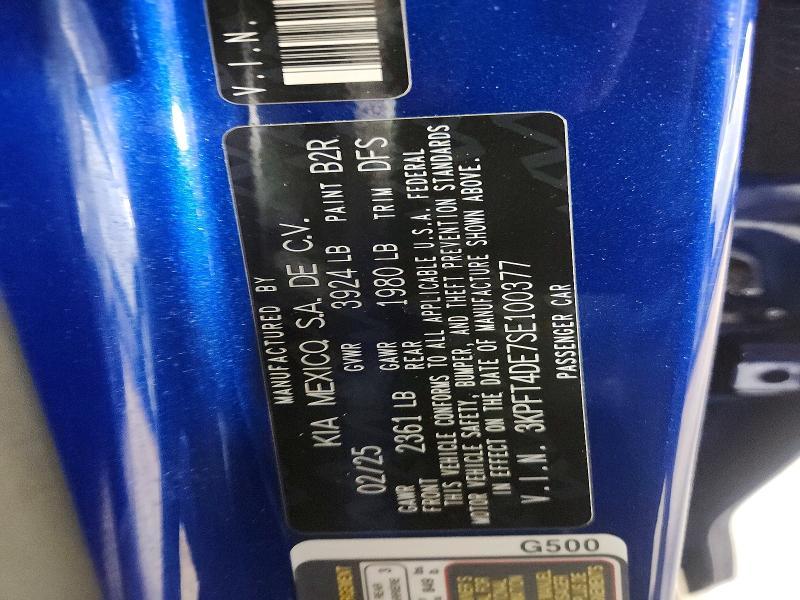 V.I.N.
MANUFACTURED BY
KIA MEXICO, S.A. DE C.V.
02/25 GVWR 3924 LB PAINT B2R
GAWR FRONT 2361 LB GAWR REAR 1980 LB TRIM DFS
THIS VEHICLE CONFORMS TO ALL APPLICABLE U.S.A. FEDERAL
MOTOR VEHICLE SAFETY, BUMPER, AND THEFT PREVENTION STANDARDS
IN EFFECT ON THE DATE OF MANUFACTURE SHOWN ABOVE.
V.I.N. 3KPFT4DE7SE100377
PASSENGER CAR
G500
REAR 3